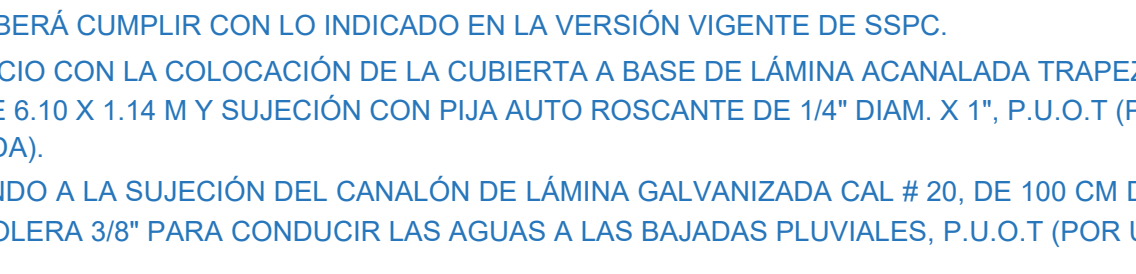 BERÁ CUMPLIR CON LO INDICADO EN LA VERSIÓN VIGENTE DE SSPC.
CIO CON LA COLOCACIÓN DE LA CUBIERTA A BASE DE LÁMINA ACANALADA TRAPEZ
E 6.10 X 1.14 M Y SUJECIÓN CON PIJA AUTO ROSCANTE DE 1/4" DIAM. X 1", P.U.O.T (P
DA).
NDO A LA SUJECIÓN DEL CANALÓN DE LÁMINA GALVANIZADA CAL # 20, DE 100 CM D
OLERA 3/8" PARA CONDUCIR LAS AGUAS A LAS BAJADAS PLUVIALES, P.U.O.T (POR U